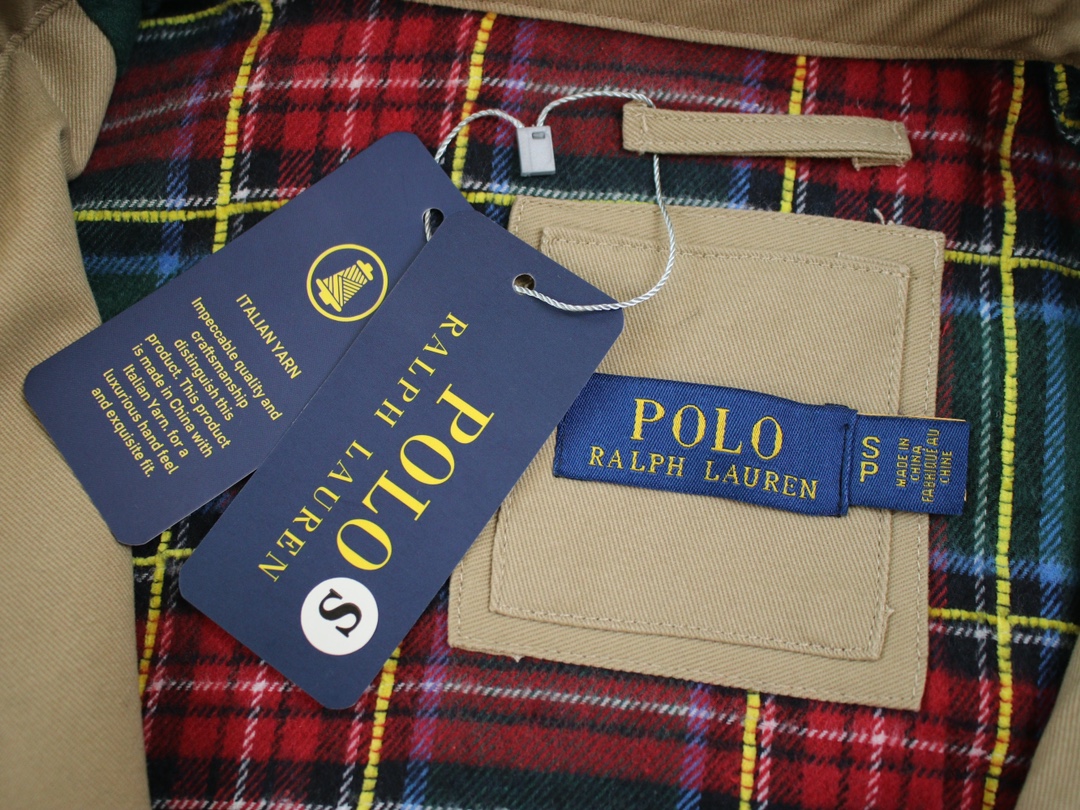 ITALIAN YARN
Impeccable quality and
craftsmanship
distinguish this
product. This product
is made in China with
Italian Yarn. for a
luxurious hand feel
and exquisite fit.
POLO
RALPH LAUREN
S
POLO
RALPH LAUREN
S
P
MADE IN
CHINA
FABRIQUÉ AU
CHINE